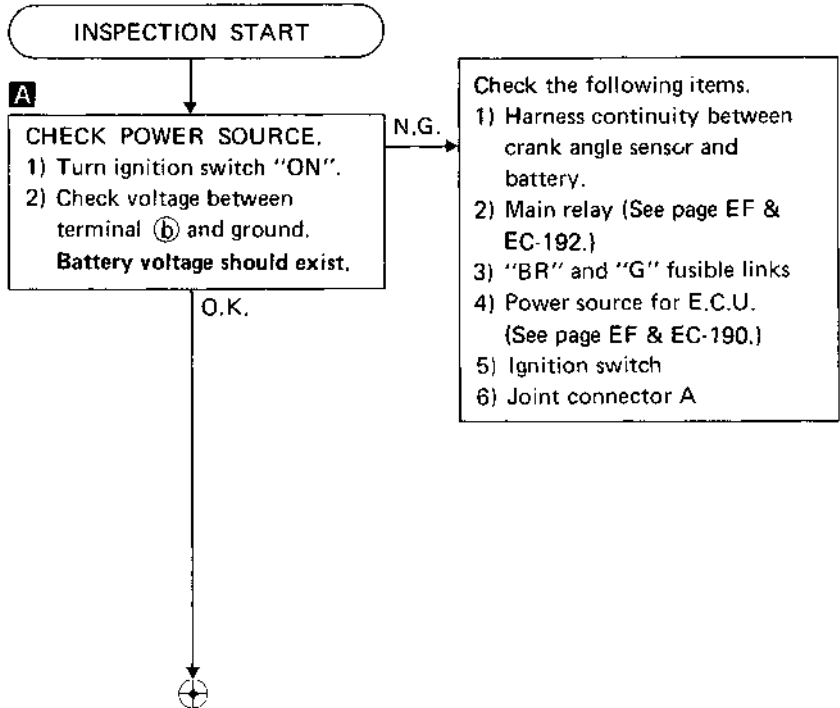 INSPECTION START
A
CHECK POWER SOURCE.
1) Turn ignition switch "ON".
2) Check voltage between
terminal ⓑ and ground.
Battery voltage should exist.
N.G.
Check the following items.
1) Harness continuity between
crank angle sensor and
battery.
2) Main relay (See page EF &
EC-192.)
3) "BR" and "G" fusible links
4) Power source for E.C.U.
(See page EF & EC-190.)
5) Ignition switch
6) Joint connector A
O.K.